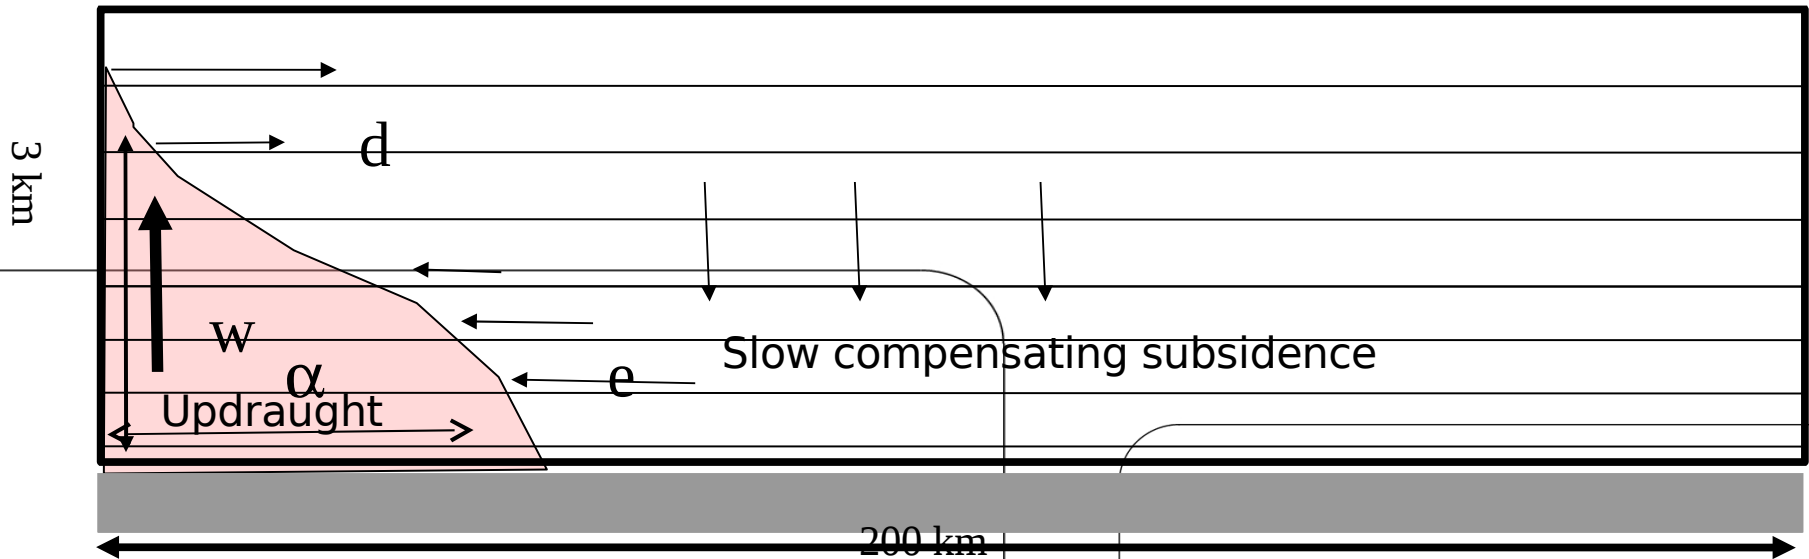 3 km
d
w
α
e
Slow compensating subsidence
Updraught
200 km